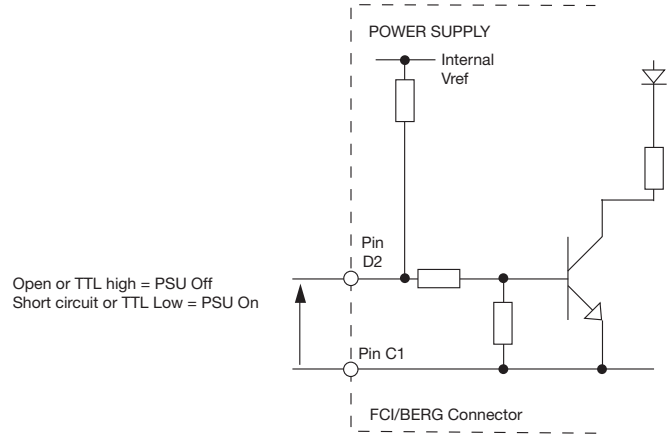 POWER SUPPLY
Internal
Vref
Pin
D2
Open or TTL high = PSU Off
Short circuit or TTL Low = PSU On
Pin C1
FCI/BERG Connector